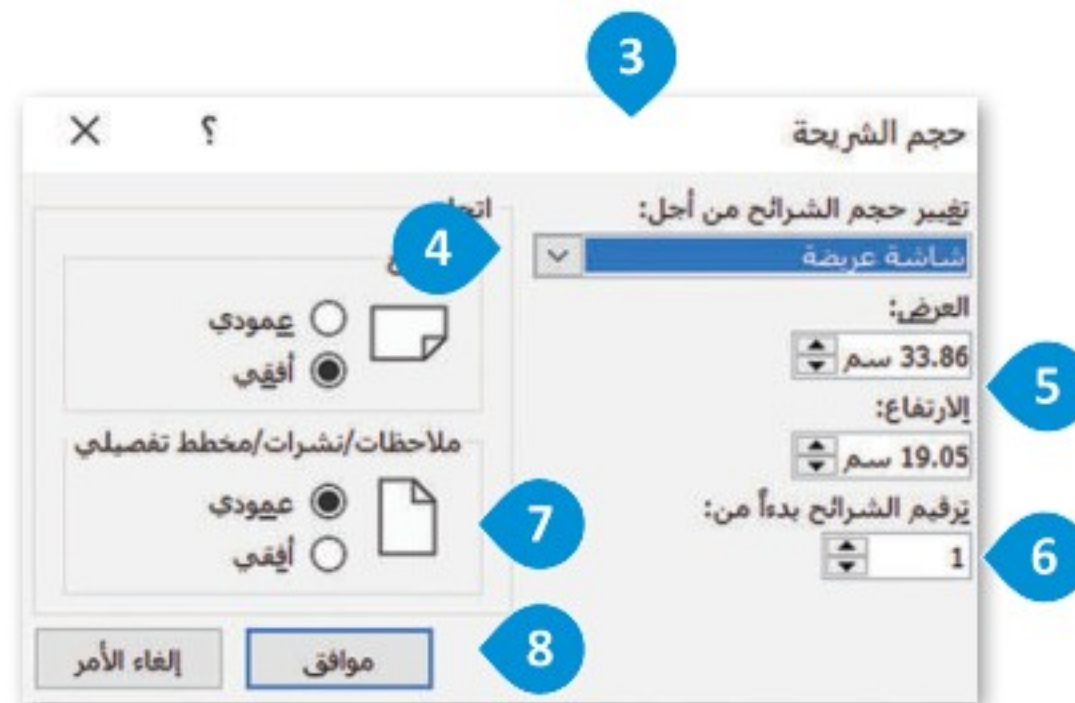 3
حجم الشريحة
؟
تغيير حجم الشرائح من أجل:
شاشة عريضة
4
العرض:
33.86 سم
5
الارتفاع:
19.05 سم
ترقيم الشرائح بدءاً من:
1
6
عمودي
أفقي
ملاحظات/نشرات/مخطط تفصيلي
عمودي
أفقي
7
8
موافق
إلغاء الأمر